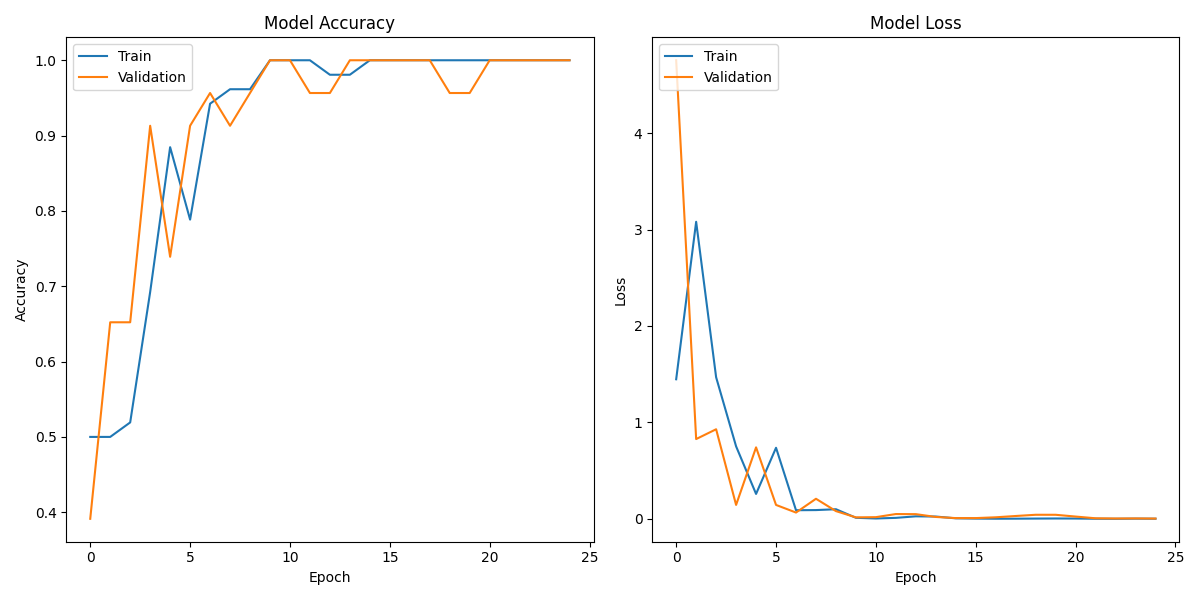 Model Accuracy
Train
Validation
1.0
0.9
0.8
0.7
0.6
0.5
0.4
Accuracy
0 5 10 15 20 25
Epoch
Model Loss
Train
Validation
4
3
2
1
0
Loss
0 5 10 15 20 25
Epoch